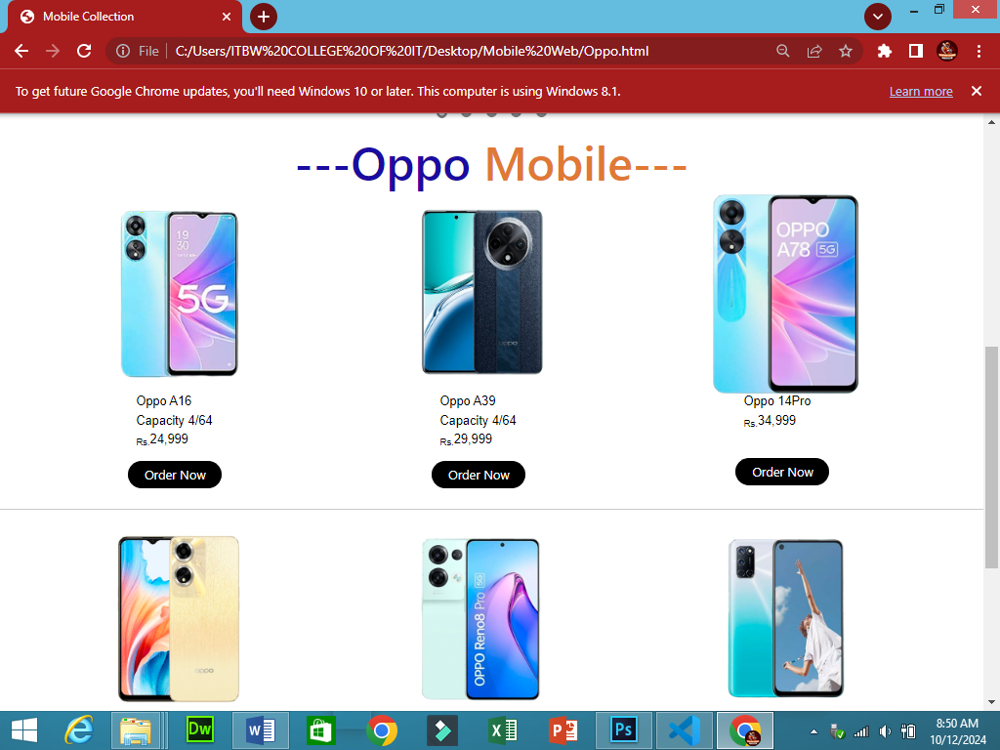 Mobile Collection
File
C:/Users/ITBW%20COLLEGE%20OF%20IT/Desktop/Mobile%20Web/Oppo.html
To get future Google Chrome updates, you'll need Windows 10 or later. This computer is using Windows 8.1.
Learn more
---Oppo Mobile---
19
30
5G
OPPO
OPPO
A78 5G
Oppo A16
Capacity 4/64
Rs.24,999
Order Now
Oppo A39
Capacity 4/64
Rs.29,999
Order Now
Oppo 14Pro
Rs.34,999
Order Now
OPPO
OPPO Reno8 Pro 5G
Dw
W
X
P
Ps
8:50 AM
10/12/2024